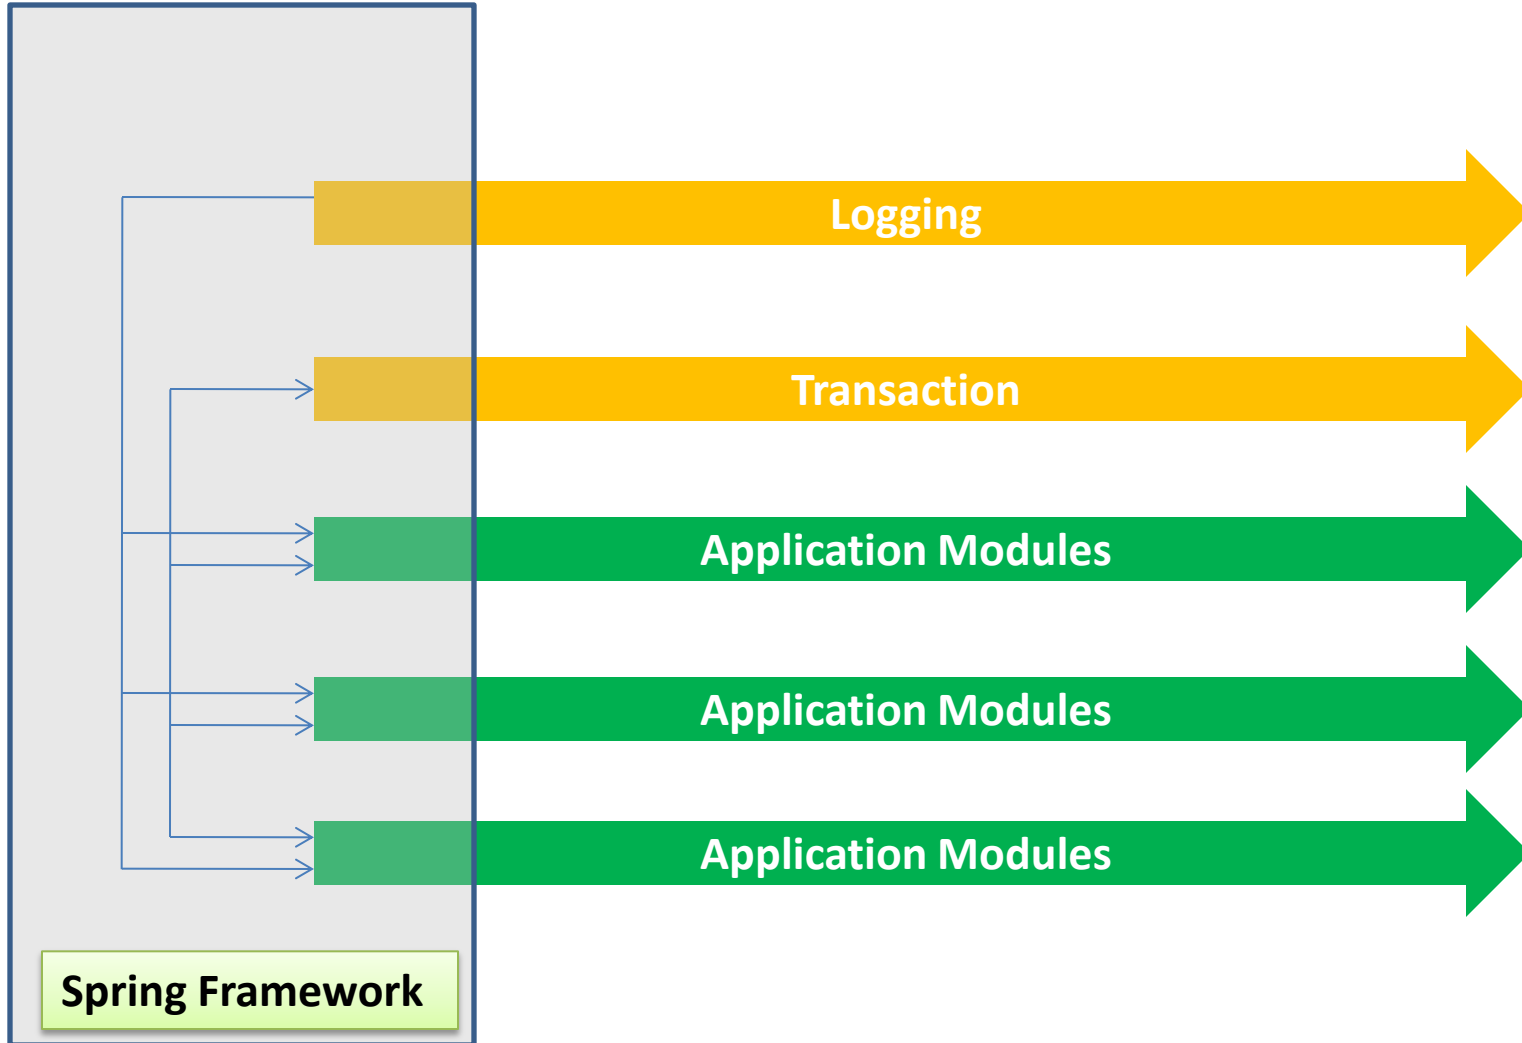 Logging
Transaction
Application Modules
Application Modules
Application Modules
Spring Framework